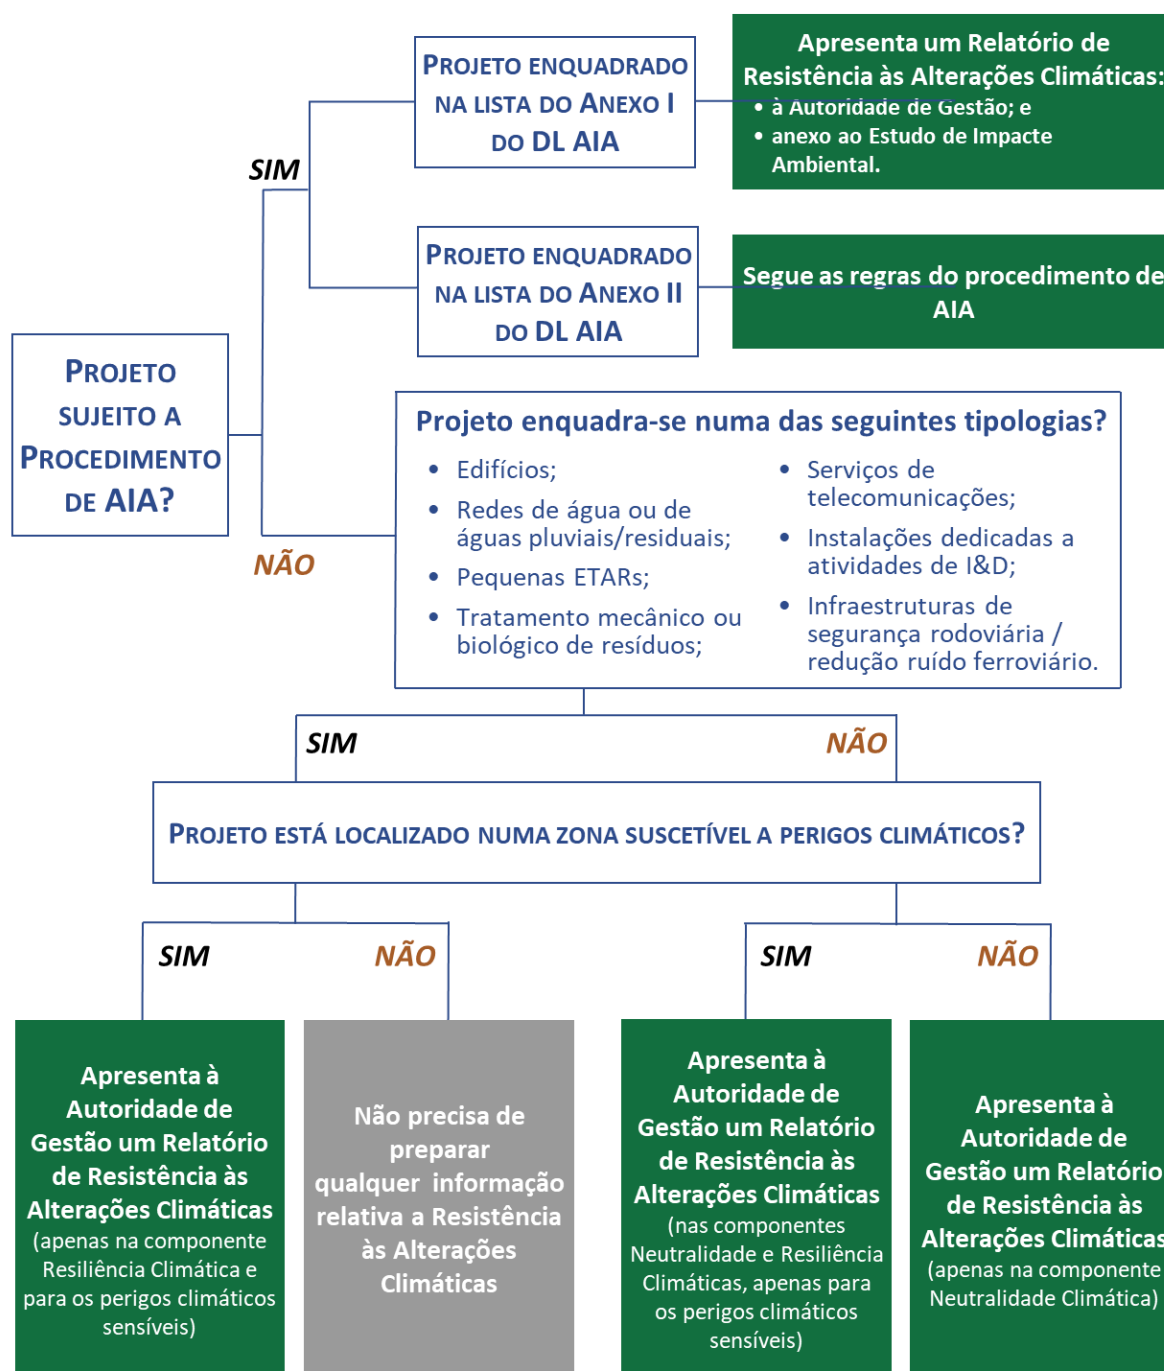 PROJETO ENQUADRADO
NA LISTA DO ANEXO I
DO DL AIA
Apresenta um Relatório de
Resistência às Alterações Climáticas:
• à Autoridade de Gestão; e
• anexo ao Estudo de Impacte
Ambiental.
SIM
PROJETO ENQUADRADO
NA LISTA DO ANEXO II
DO DL AIA
Segue as regras do procedimento de
AIA
PROJETO
SUJEITO A
PROCEDIMENTO
DE AIA?
NÃO
Projeto enquadra-se numa das seguintes tipologias?
• Edifícios;
• Redes de água ou de
águas pluviais/residuais;
• Pequenas ETARs;
• Tratamento mecânico ou
biológico de resíduos;
• Serviços de
telecomunicações;
• Instalações dedicadas a
atividades de I&D;
• Infraestruturas de
segurança rodoviária /
redução ruído ferroviário.
SIM
NÃO
PROJETO ESTÁ LOCALIZADO NUMA ZONA SUSCETÍVEL A PERIGOS CLIMÁTICOS?
SIM
NÃO
SIM
NÃO
Apresenta à
Autoridade de
Gestão um Relatório
de Resistência às
Alterações Climáticas
(apenas na componente
Resiliência Climática e
para os perigos climáticos
sensíveis)
Não precisa de
preparar
qualquer informação
relativa a Resistência
às Alterações
Climáticas
Apresenta à
Autoridade de
Gestão um Relatório
de Resistência às
Alterações Climáticas
(nas componentes
Neutralidade e Resiliência
Climáticas, apenas para
os perigos climáticos
sensíveis)
Apresenta à
Autoridade de
Gestão um Relatório
de Resistência às
Alterações Climáticas
(apenas na componente
Neutralidade Climática)